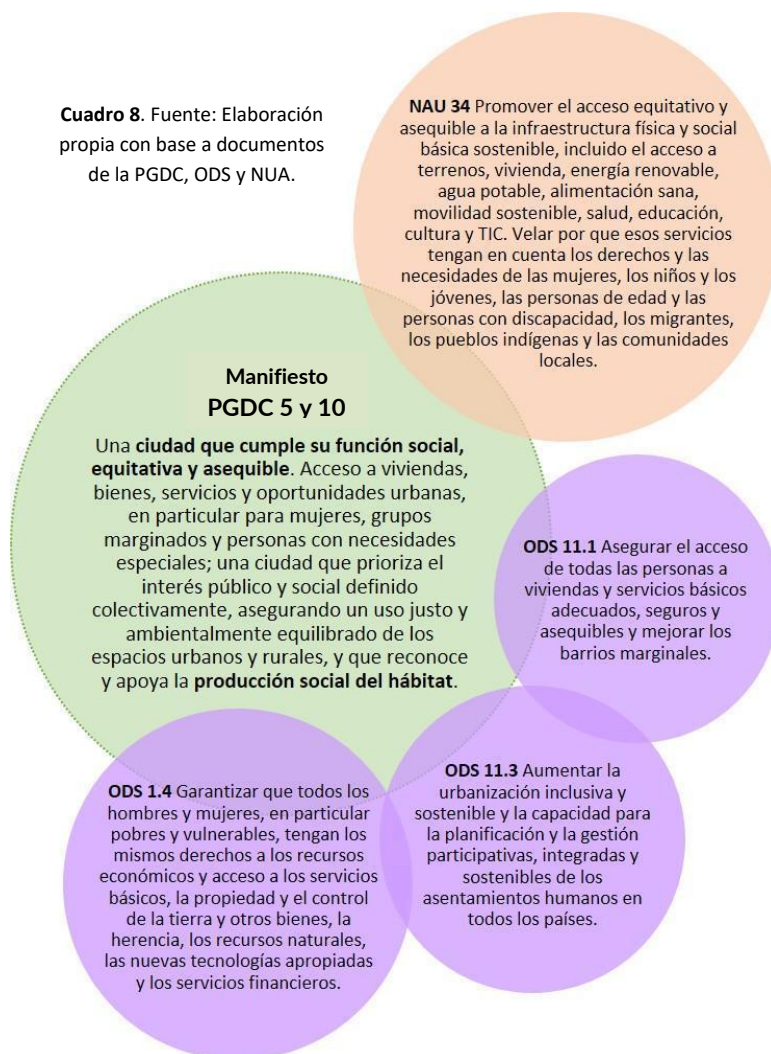 Cuadro 8. Fuente: Elaboración
propia con base a documentos
de la PGDC, ODS y NUA.
NAU 34 Promover el acceso equitativo y
asequible a la infraestructura física y social
básica sostenible, incluido el acceso a
terrenos, vivienda, energía renovable,
agua potable, alimentación sana,
movilidad sostenible, salud, educación,
cultura y TIC. Velar por que esos servicios
tengan en cuenta los derechos y las
necesidades de las mujeres, los niños y los
jóvenes, las personas de edad y las
personas con discapacidad, los migrantes,
los pueblos indígenas y las comunidades
locales.
Manifiesto
PGDC 5 y 10
Una ciudad que cumple su función social,
equitativa y asequible. Acceso a viviendas,
bienes, servicios y oportunidades urbanas,
en particular para mujeres, grupos
marginados y personas con necesidades
especiales; una ciudad que prioriza el
interés público y social definido
colectivamente, asegurando un uso justo y
ambientalmente equilibrado de los
espacios urbanos y rurales, y que reconoce
y apoya la producción social del hábitat.
ODS 11.1 Asegurar el acceso
de todas las personas a
viviendas y servicios básicos
adecuados, seguros y
asequibles y mejorar los
barrios marginales.
ODS 11.3 Aumentar la
urbanización inclusiva y
sostenible y la capacidad para
la planificación y la gestión
participativas, integradas y
sostenibles de los
asentamientos humanos en
todos los países.
ODS 1.4 Garantizar que todos los
hombres y mujeres, en particular
pobres y vulnerables, tengan los
mismos derechos a los recursos
económicos y acceso a los servicios
básicos, la propiedad y el control
de la tierra y otros bienes, la
herencia, los recursos naturales,
las nuevas tecnologías apropiadas
y los servicios financieros.